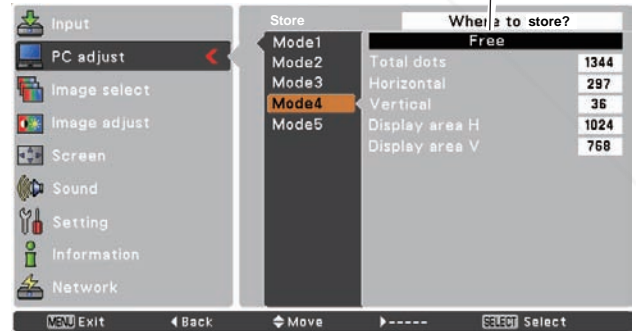 Input
PC adjust
Image select
Image adjust
Screen
Sound
Setting
Information
Network
Store
Mode1
Mode2
Mode3
Mode4
Mode5
Where to store?
Free
Total dots 1344
Horizontal 297
Vertical 36
Display area H 1024
Display area V 768
MENU Exit ◀Back Move ▶----- SELECT Select